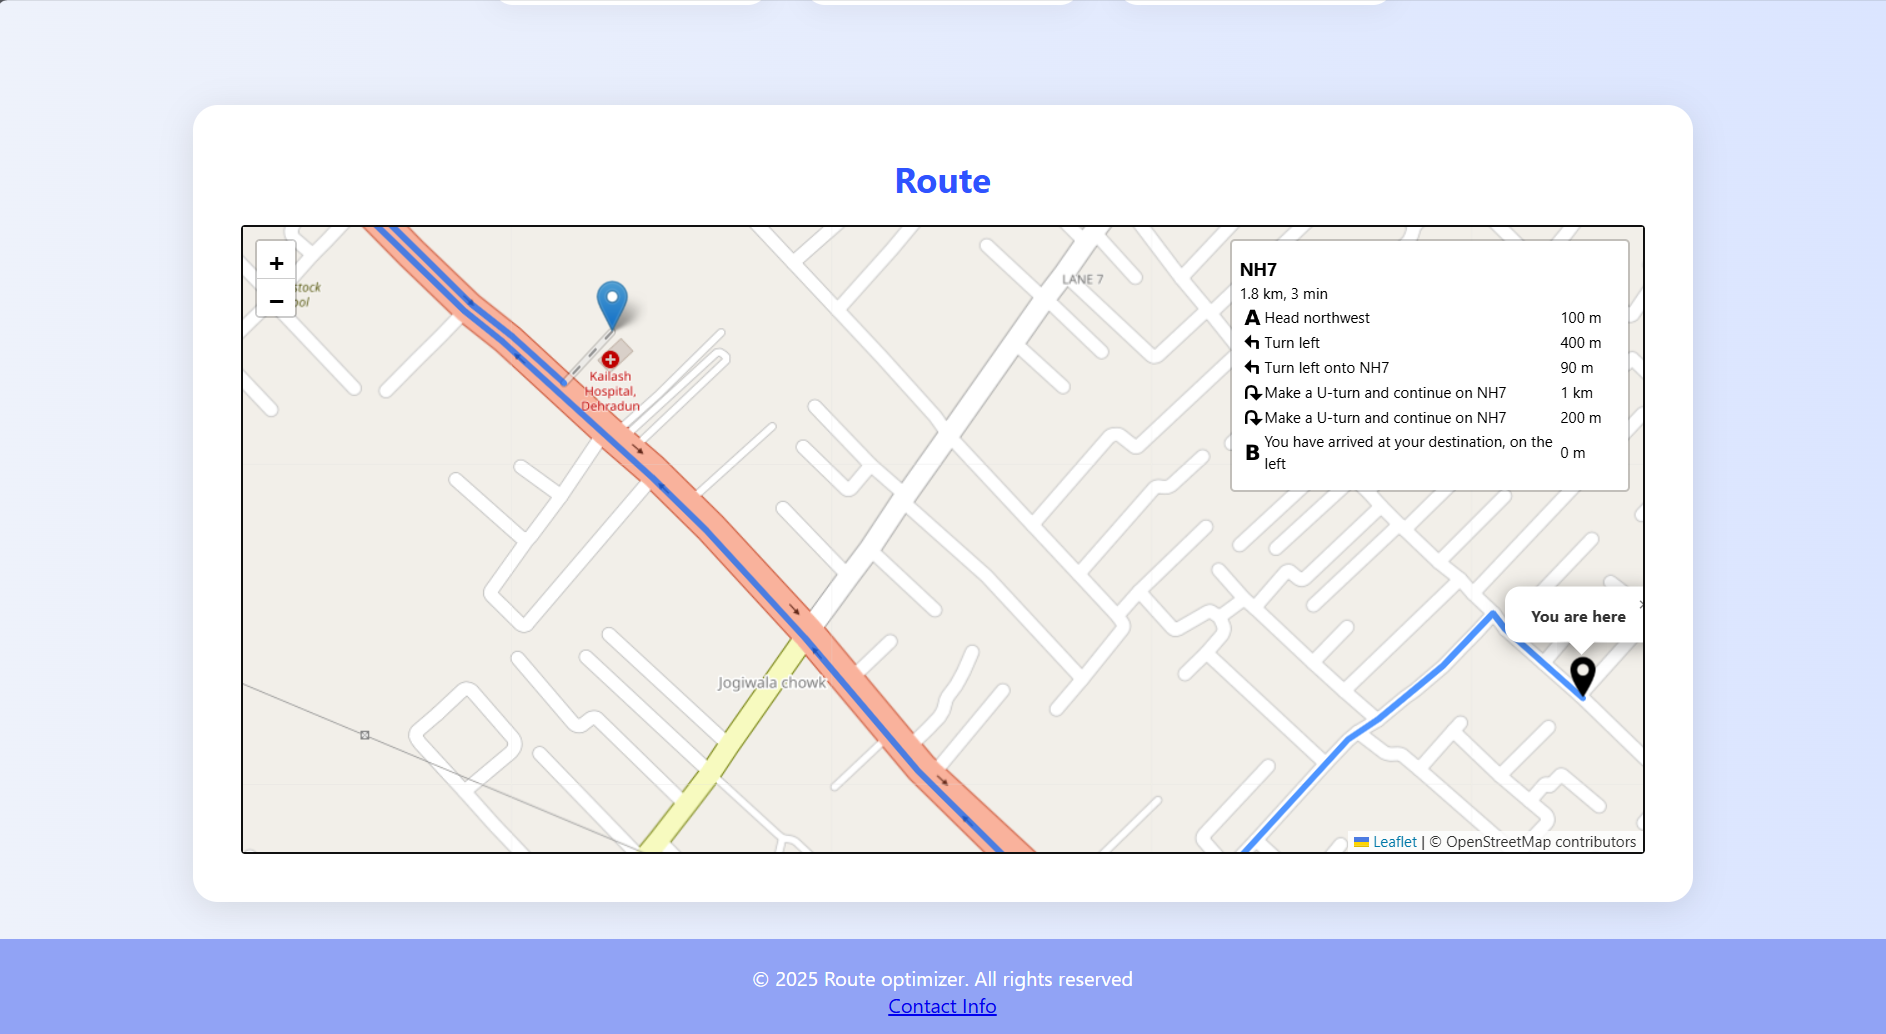 Route
+
−
stock
ool
LANE 7
Kailash
Hospital,
Dehradun
Jogiwala chowk
NH7
1.8 km, 3 min
A Head northwest 100 m
Turn left 400 m
Turn left onto NH7 90 m
Make a U-turn and continue on NH7 1 km
Make a U-turn and continue on NH7 200 m
B You have arrived at your destination, on the
left 0 m
You are here
Leaflet | © OpenStreetMap contributors
© 2025 Route optimizer. All rights reserved
Contact Info